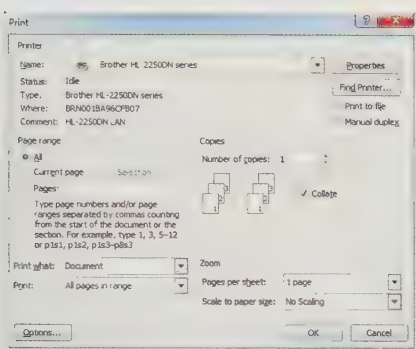 Print
Printer
Name: Brother HL 2250DN series
Properties
Status: Idle
Find Printer...
Type: Brother HL-2250DN series
Where: BRN001BA96CFB07
Print to file
Comment: HL-2250DN LAN
Manual duplex
Page range
All
Current page Selection
Pages:
Type page numbers and/or page
ranges separated by commas counting
from the start of the document or the
section. For example, type 1, 3, 5-12
or p1s1, p1s2, p1s3-p8s3
Copies
Number of copies: 1
Collate
Print what: Document
Print: All pages in range
Zoom
Pages per sheet: 1 page
Scale to paper size: No Scaling
Options...
OK
Cancel